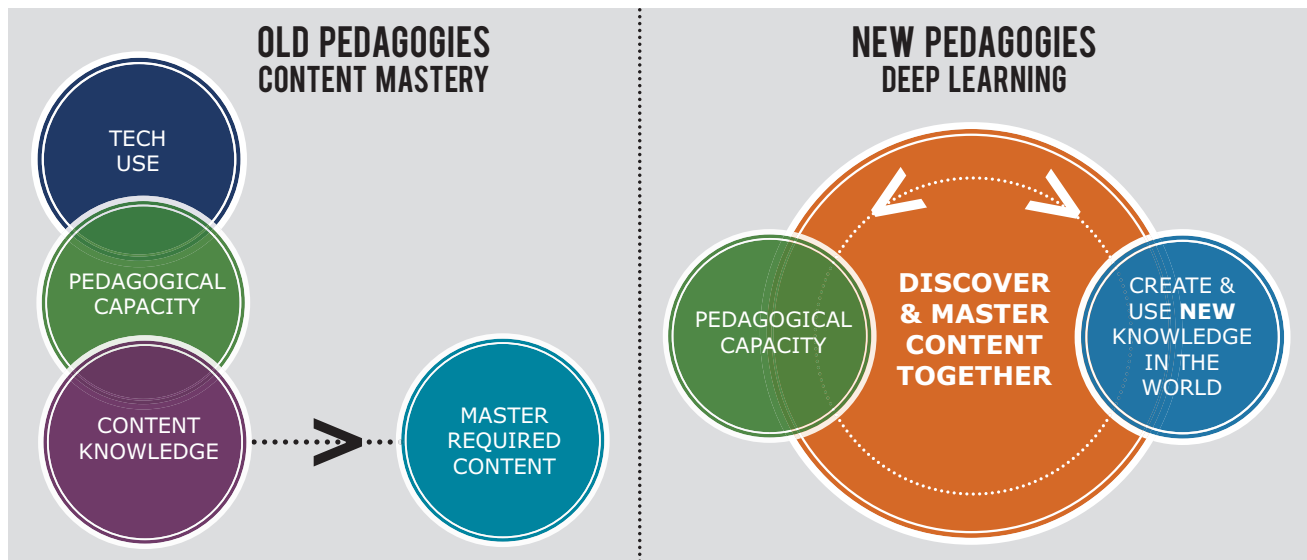 OLD PEDAGOGIES
CONTENT MASTERY
TECH
USE
PEDAGOGICAL
CAPACITY
CONTENT
KNOWLEDGE
MASTER
REQUIRED
CONTENT
NEW PEDAGOGIES
DEEP LEARNING
PEDAGOGICAL
CAPACITY
DISCOVER
& MASTER
CONTENT
TOGETHER
CREATE &
USE NEW
KNOWLEDGE
IN THE
WORLD